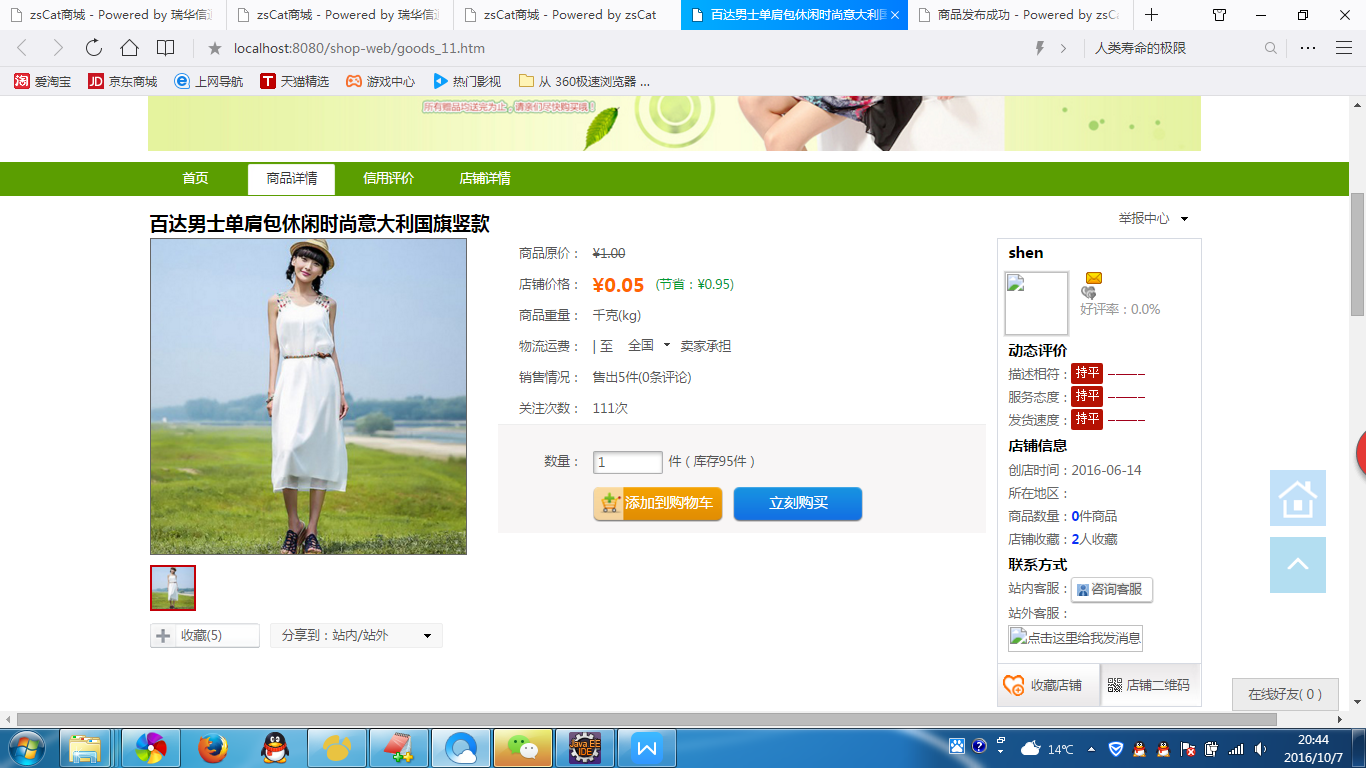 zsCat商城 - Powered by 瑞华信
zsCat商城 - Powered by 瑞华信
zsCat商城 - Powered by zsCat
百达男士单肩包休闲时尚意大利国
商品发布成功 - Powered by zsCa
localhost:8080/shop-web/goods_11.htm
人类寿命的极限
爱淘宝
JD 京东商城
上网导航
T 天猫精选
游戏中心
热门影视
从 360极速浏览器 ...
所有赠品均送完为止，请亲们尽快购买哦！
首页
商品详情
信用评价
店铺详情
百达男士单肩包休闲时尚意大利国旗竖款
举报中心
商品原价： ¥1.00
店铺价格： ¥0.05 (节省：¥0.95)
商品重量： 千克(kg)
物流运费： | 至 全国 卖家承担
销售情况： 售出5件(0条评论)
关注次数： 111次
数量： 1 件 ( 库存95件 )
添加到购物车
立刻购买
收藏(5)
分享到：站内/站外
shen
好评率：0.0%
动态评价
描述相符： 持平 -----
服务态度： 持平 -----
发货速度： 持平 -----
店铺信息
创店时间：2016-06-14
所在地区：
商品数量：0件商品
店铺收藏：2人收藏
联系方式
站内客服： 咨询客服
站外客服：
点击这里给我发消息
收藏店铺
店铺二维码
在线好友( 0 )
Java EE
IDE
14℃
20:44
2016/10/7